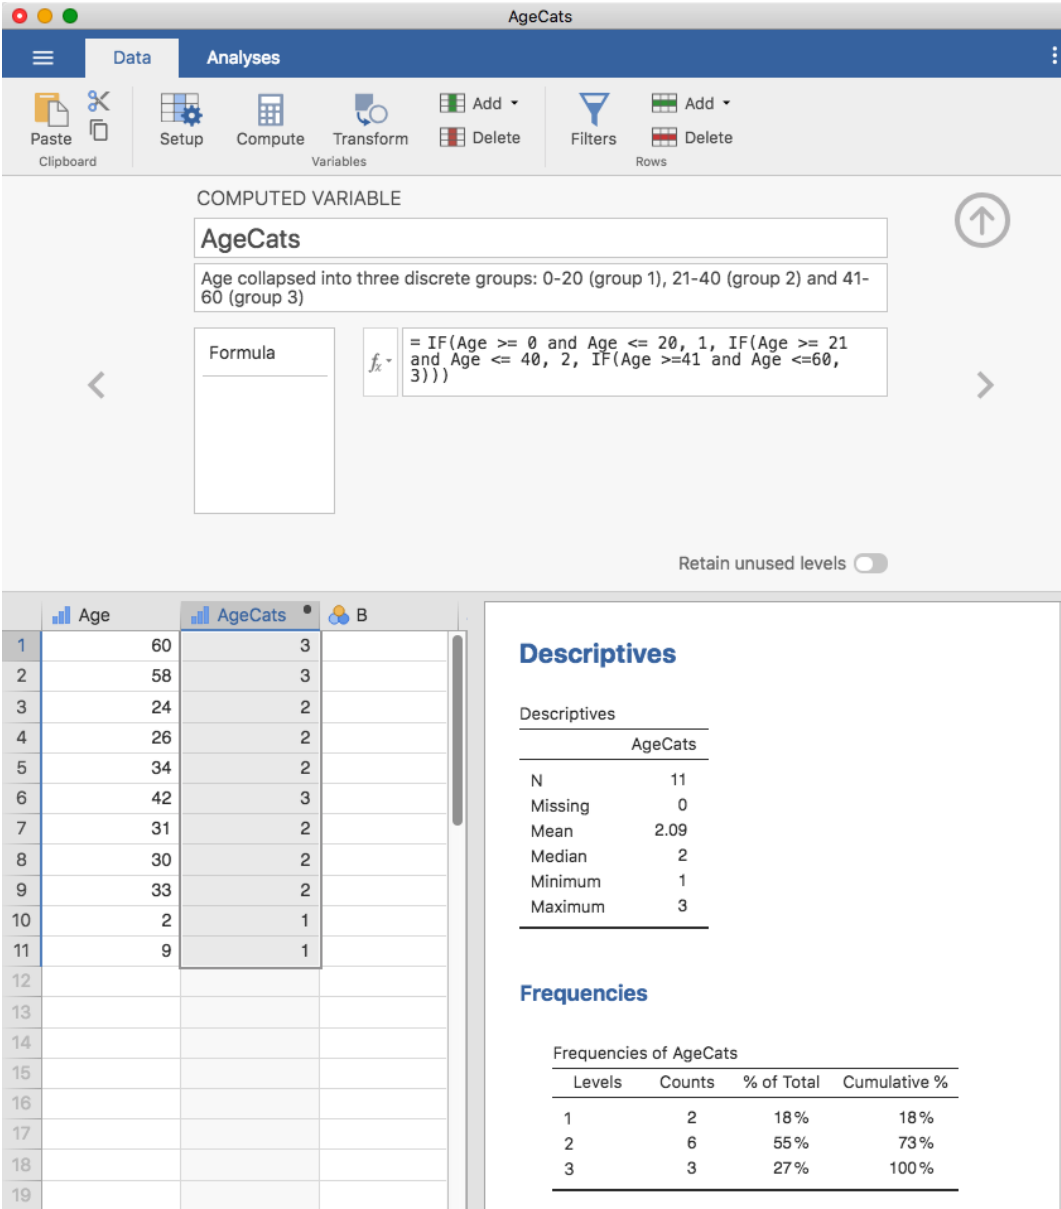 AgeCats
Data Analyses
Paste
Clipboard
Setup Compute Transform Add Delete
Variables
Filters Add Delete
Rows
COMPUTED VARIABLE
AgeCats
Age collapsed into three discrete groups: 0-20 (group 1), 21-40 (group 2) and 41-
60 (group 3)
Formula
fx
= IF(Age >= 0 and Age <= 20, 1, IF(Age >= 21
and Age <= 40, 2, IF(Age >=41 and Age <=60,
3)))
Retain unused levels
Age AgeCats B
1 60 3
2 58 3
3 24 2
4 26 2
5 34 2
6 42 3
7 31 2
8 30 2
9 33 2
10 2 1
11 9 1
12
13
14
15
16
17
18
19
Descriptives
Descriptives
AgeCats
N 11
Missing 0
Mean 2.09
Median 2
Minimum 1
Maximum 3
Frequencies
Frequencies of AgeCats
Levels Counts % of Total Cumulative %
1 2 18% 18%
2 6 55% 73%
3 3 27% 100%